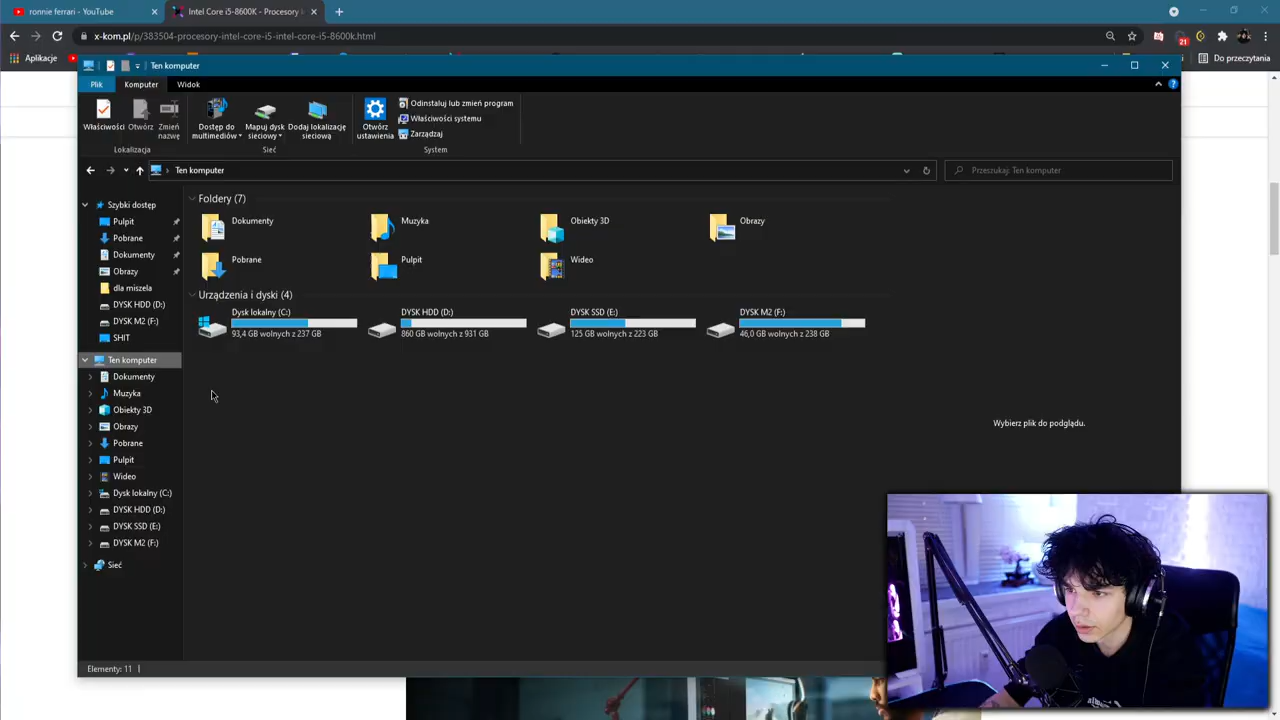 ronnie ferrari - YouTube
Intel Core i5-8600K - Procesory k
x-kom.pl/p/383504-procesory-intel-core-i5-intel-core-i5-8600k.html
21
Aplikacje
Do przeczytania
Ten komputer
Plik
Komputer
Widok
Właściwości
Otwórz
Zmień nazwę
Lokalizacja
Dostęp do multimediów
Mapuj dysk sieciowy
Dodaj lokalizację sieciową
Sieć
Otwórz ustawienia
Odinstaluj lub zmień program
Właściwości systemu
Zarządzaj
System
Ten komputer
Przeszukaj: Ten komputer
Szybki dostęp
Pulpit
Pobrane
Dokumenty
Obrazy
dla miszela
DYSK HDD (D:)
DYSK M2 (F:)
SHIT
Ten komputer
Dokumenty
Muzyka
Obiekty 3D
Obrazy
Pobrane
Pulpit
Wideo
Dysk lokalny (C:)
DYSK HDD (D:)
DYSK SSD (E:)
DYSK M2 (F:)
Sieć
Foldery (7)
Dokumenty
Muzyka
Obiekty 3D
Obrazy
Pobrane
Pulpit
Wideo
Urządzenia i dyski (4)
Dysk lokalny (C:)
93,4 GB wolnych z 237 GB
DYSK HDD (D:)
860 GB wolnych z 931 GB
DYSK SSD (E:)
125 GB wolnych z 223 GB
DYSK M2 (F:)
46,0 GB wolnych z 238 GB
Wybierz plik do podglądu.
Elementy: 11